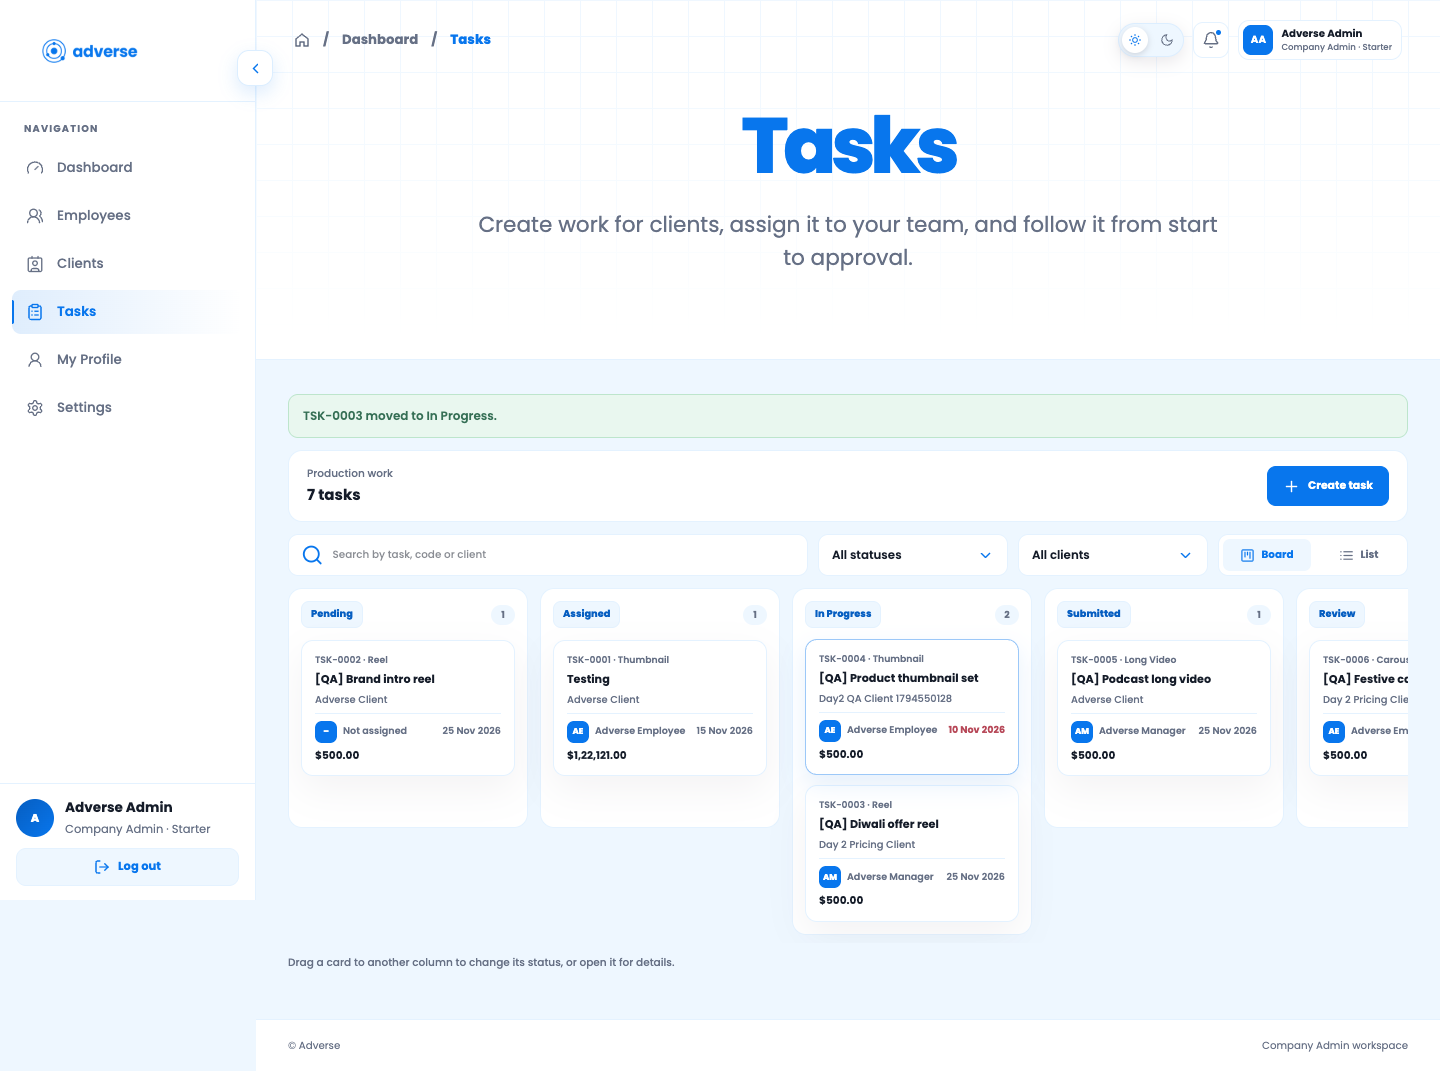 adverse
NAVIGATION
Dashboard
Employees
Clients
Tasks
My Profile
Settings
Adverse Admin
Company Admin · Starter
Log out
/ Dashboard / Tasks
AA
Adverse Admin
Company Admin · Starter
Tasks
Create work for clients, assign it to your team, and follow it from start
to approval.
TSK-0003 moved to In Progress.
Production work
7 tasks
Create task
Search by task, code or client
All statuses
All clients
Board
List
Pending 1
TSK-0002 · Reel
[QA] Brand intro reel
Adverse Client
– Not assigned 25 Nov 2026
$500.00
Assigned 1
TSK-0001 · Thumbnail
Testing
Adverse Client
AE Adverse Employee 15 Nov 2026
$1,22,121.00
In Progress 2
TSK-0004 · Thumbnail
[QA] Product thumbnail set
Day2 QA Client 1794550128
AE Adverse Employee 10 Nov 2026
$500.00
TSK-0003 · Reel
[QA] Diwali offer reel
Day 2 Pricing Client
AM Adverse Manager 25 Nov 2026
$500.00
Submitted 1
TSK-0005 · Long Video
[QA] Podcast long video
Adverse Client
AM Adverse Manager 25 Nov 2026
$500.00
Review
TSK-0006 · Carous
[QA] Festive
Day 2 Pricing Clie
AE Adverse Em
$500.00
Drag a card to another column to change its status, or open it for details.
A
© Adverse
Company Admin workspace